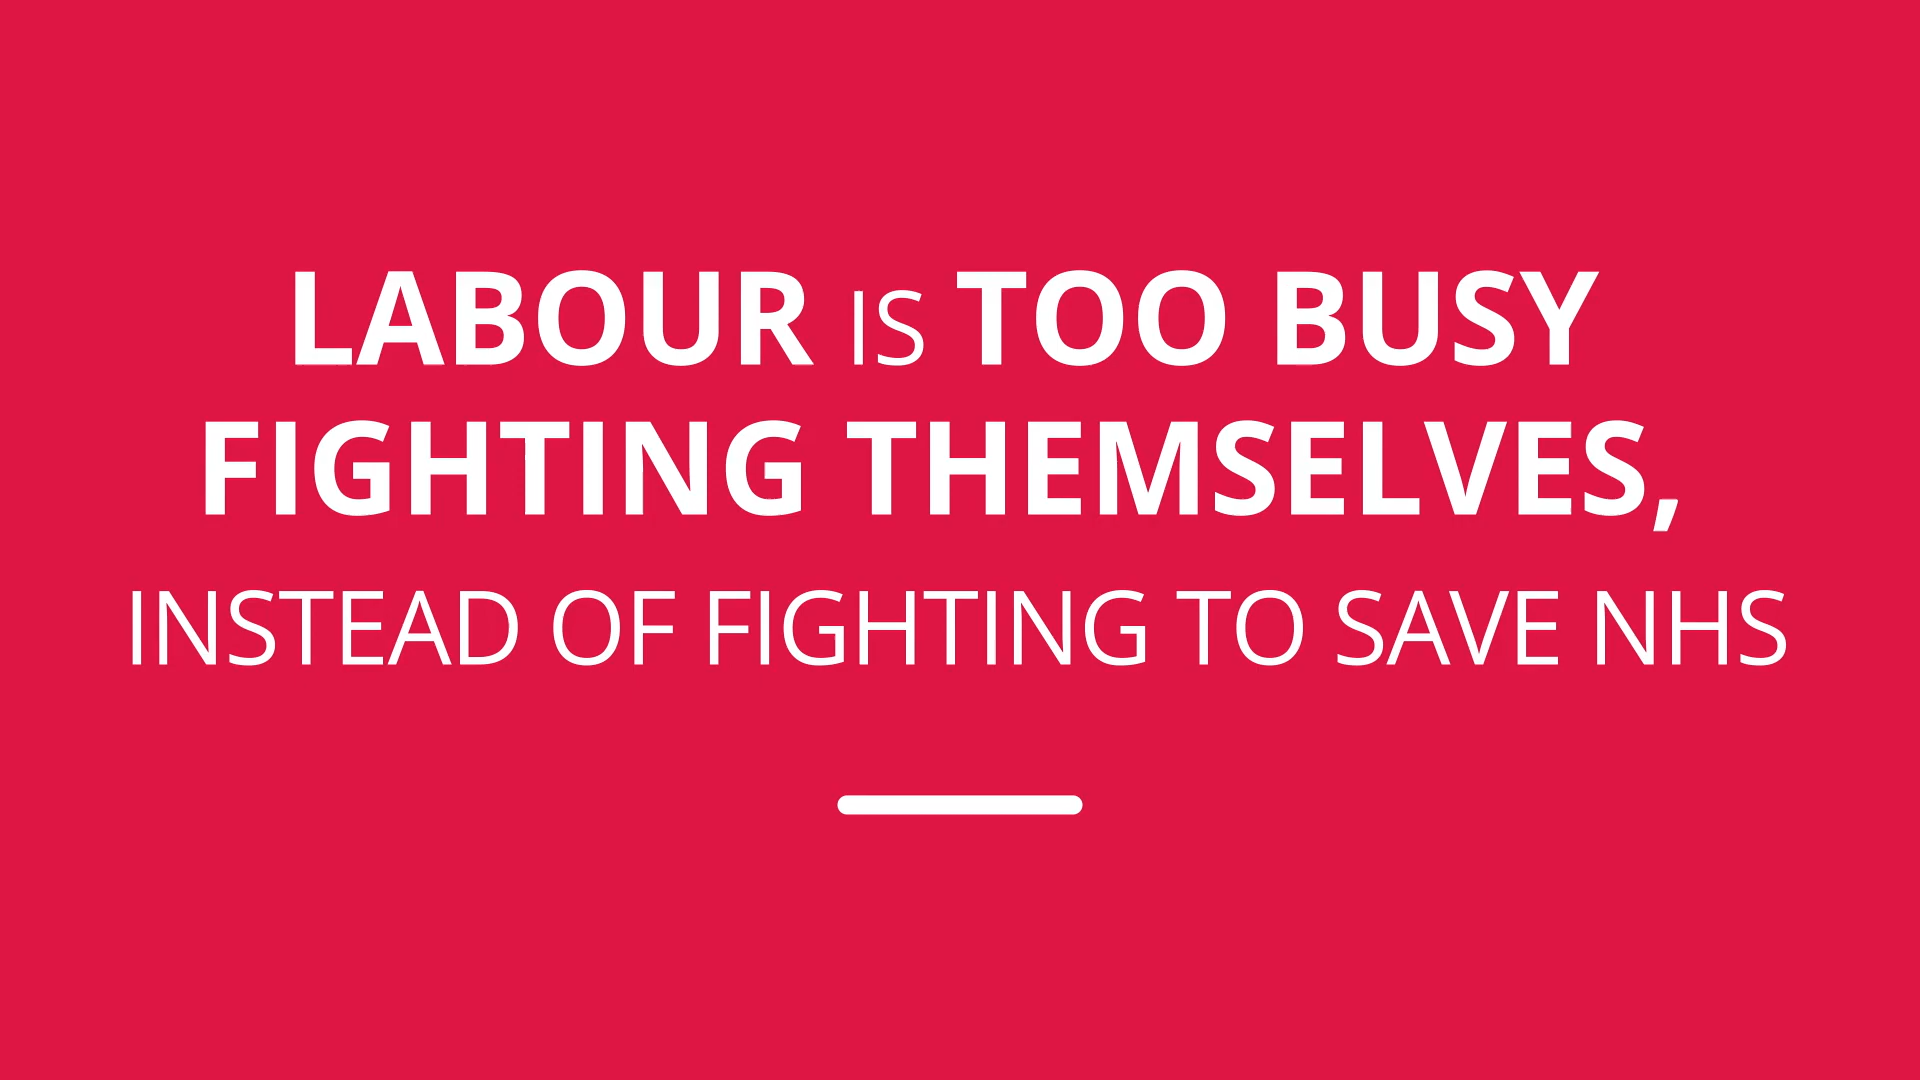 LABOUR IS TOO BUSY
FIGHTING THEMSELVES,
INSTEAD OF FIGHTING TO SAVE NHS